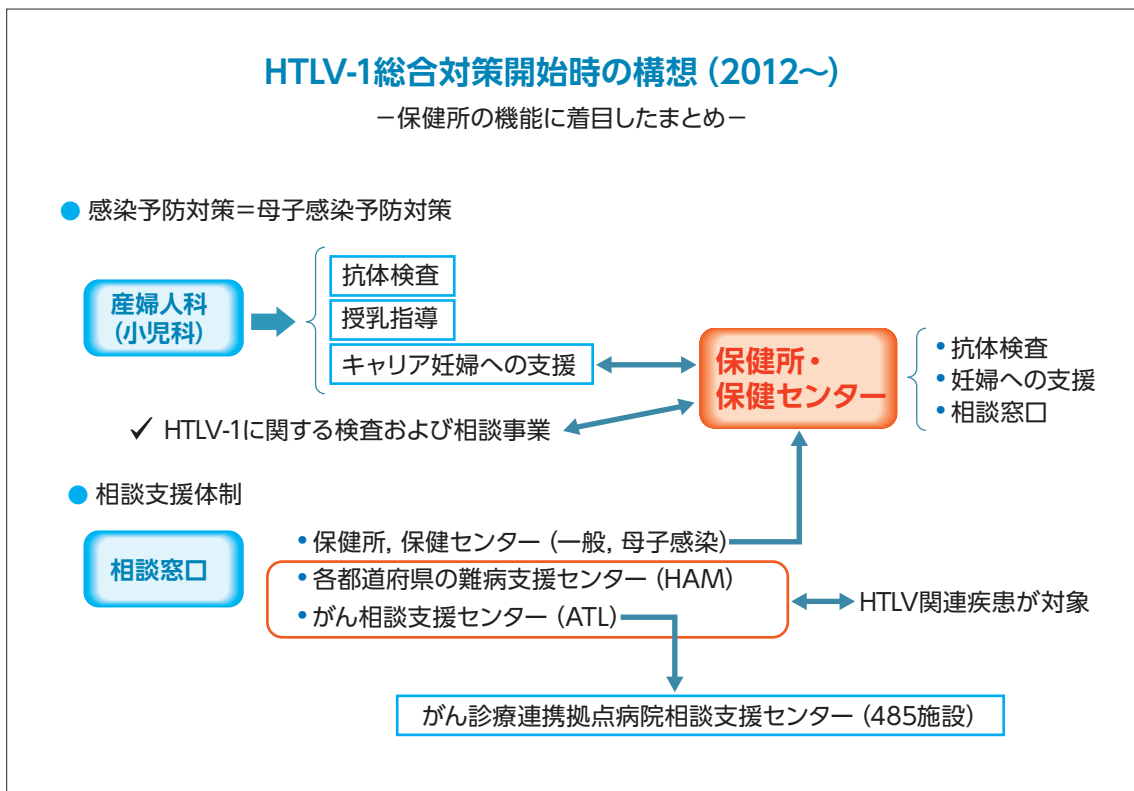 HTLV-1総合対策開始時の構想（2012～）
－保健所の機能に着目したまとめ－
● 感染予防対策＝母子感染予防対策
産婦人科
（小児科）
抗体検査
授乳指導
キャリア妊婦への支援
保健所・
保健センター
• 抗体検査
• 妊婦への支援
• 相談窓口
✓ HTLV-1に関する検査および相談事業
● 相談支援体制
相談窓口
• 保健所，保健センター（一般，母子感染）
• 各都道府県の難病支援センター（HAM）
• がん相談支援センター（ATL）
HTLV関連疾患が対象
がん診療連携拠点病院相談支援センター（485施設）